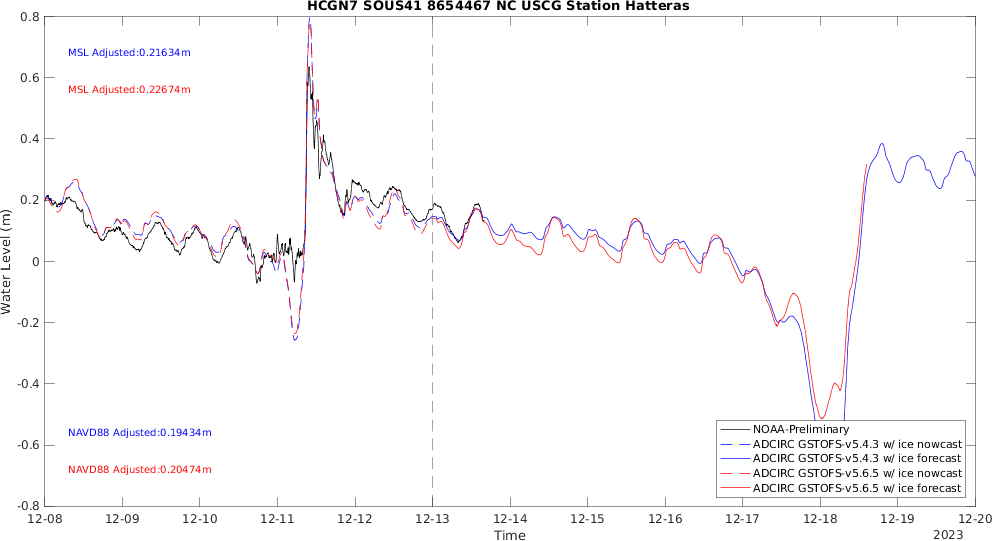 HCGN7 SOUS41 8654467 NC USCG Station Hatteras
0.8
0.6
0.4
0.2
0
-0.2
-0.4
-0.6
-0.8
Water Level (m)
MSL Adjusted:0.21634m
MSL Adjusted:0.22674m
NAVD88 Adjusted:0.19434m
NAVD88 Adjusted:0.20474m
NOAA-Preliminary
ADCIRC GSTOFS-v5.4.3 w/ ice nowcast
ADCIRC GSTOFS-v5.4.3 w/ ice forecast
ADCIRC GSTOFS-v5.6.5 w/ ice nowcast
ADCIRC GSTOFS-v5.6.5 w/ ice forecast
12-08 12-09 12-10 12-11 12-12 12-13 12-14 12-15 12-16 12-17 12-18 12-19 12-20
Time
2023